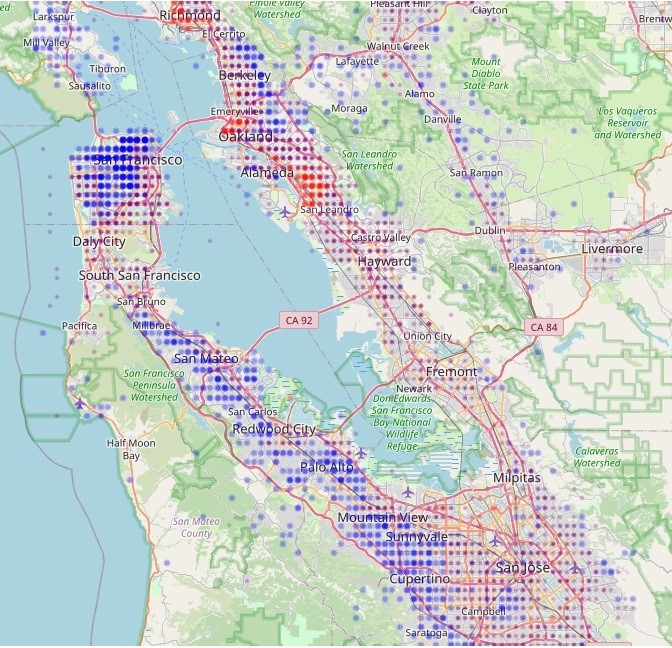 Larkspur
Richmond
Pinole Valley
Watershed
Pleasant Hill
Clayton
Mill Valley
El Cerrito
Walnut Creek
Tiburon
Berkeley
Lafayette
Mount
Diablo
State Park
Sausalito
Alamo
Emeryville
Moraga
Danville
Los Vaqueros
Reservoir
and Watershed
Oakland
San Francisco
San Leandro
Watershed
Alameda
San Ramon
San Leandro
Daly City
Castro Valley
Dublin
Livermore
Hayward
Pleasanton
South San Francisco
San Bruno
Pacifica
Millbrae
CA 92
CA 84
Union City
San Mateo
San Francisco
Peninsula
Watershed
Fremont
Newark
San Carlos
Don Edwards
San Francisco
Bay National
Wildlife
Refuge
Redwood City
Half Moon
Bay
Calaveras
Watershed
Palo Alto
Milpitas
San Mateo
County
Mountain View
Sunnyvale
San Jose
Cupertino
Campbell
Saratoga